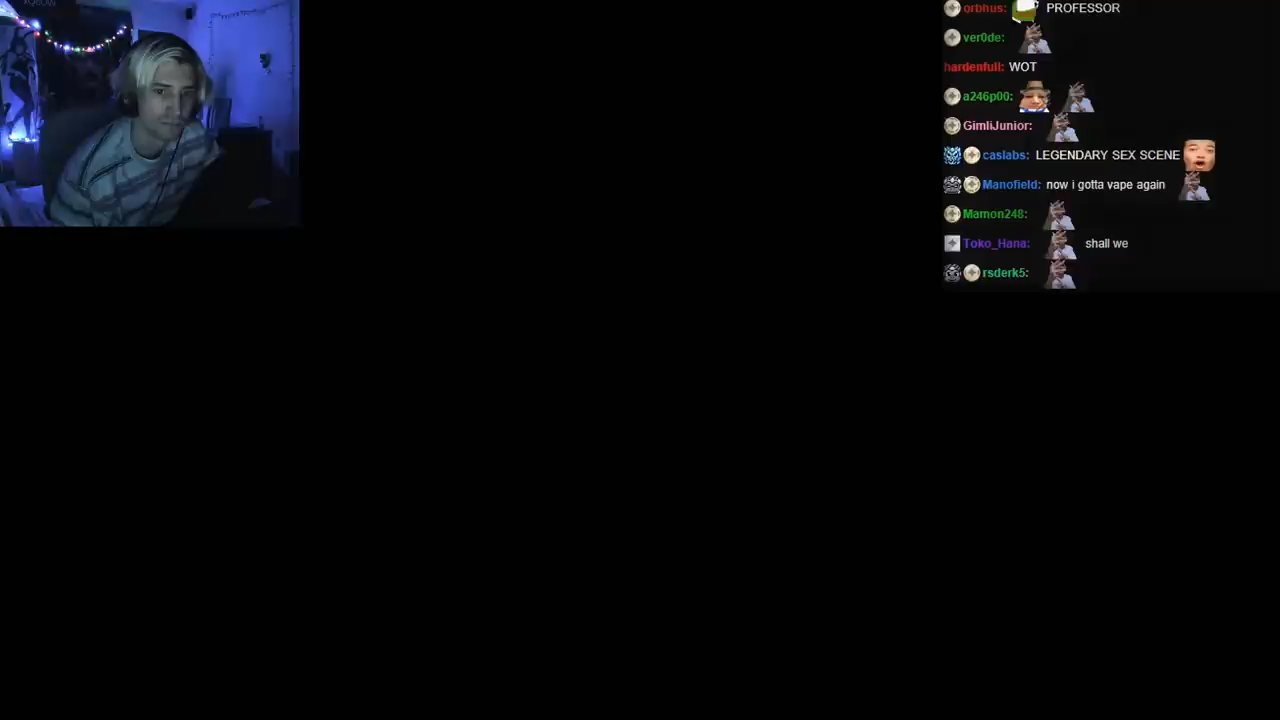 orbhus: PROFESSOR
ver0de:
hardenfull: WOT
a246p00:
GimliJunior:
caslabs: LEGENDARY SEX SCENE
Manofield: now i gotta vape again
Mamon248:
Toko_Hana: shall we
rsderk5: